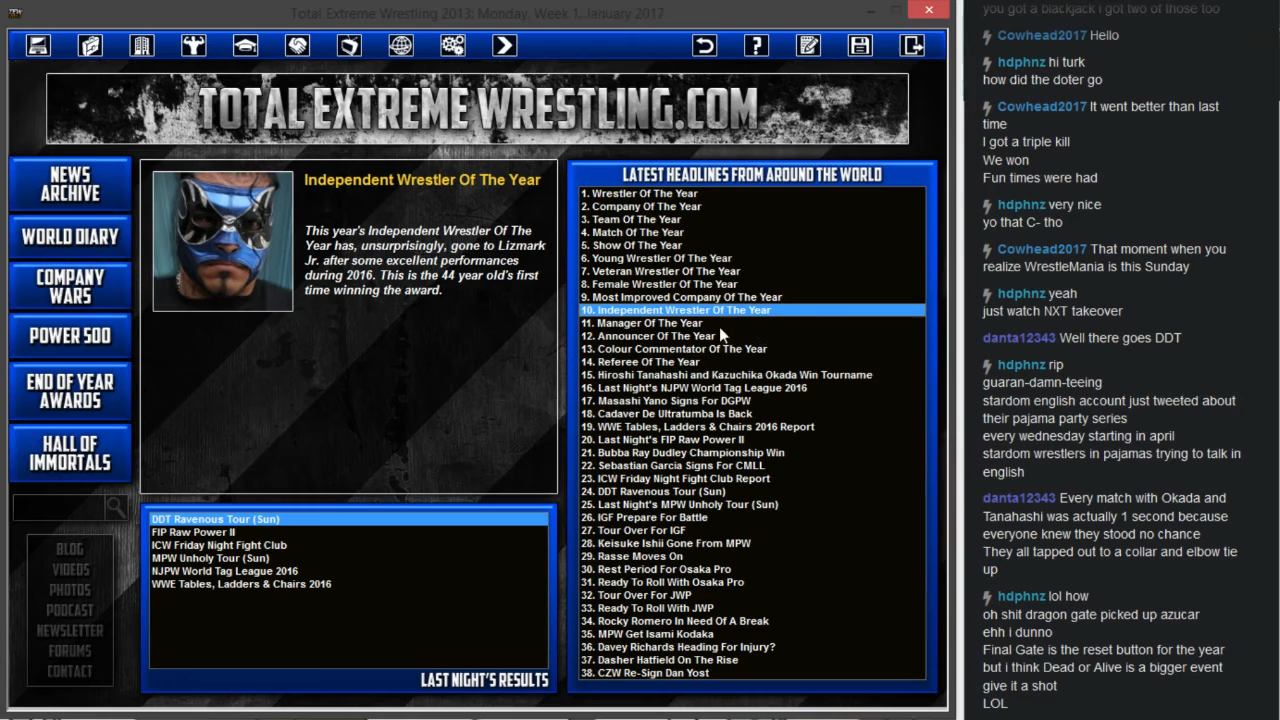 Total Extreme Wrestling 2013: Monday, Week 1, January 2017
TOTAL EXTREME WRESTLING.COM
NEWS
ARCHIVE
WORLD DIARY
COMPANY
WARS
POWER 500
END OF YEAR
AWARDS
HALL OF
IMMORTALS
BLOG
VIDEOS
PHOTOS
PODCAST
NEWSLETTER
FORUMS
CONTACT
Independent Wrestler Of The Year
This year's Independent Wrestler Of The
Year has, unsurprisingly, gone to Lizmark
Jr. after some excellent performances
during 2016. This is the 44 year old's first
time winning the award.
DDT Ravenous Tour (Sun)
FIP Raw Power II
ICW Friday Night Fight Club
MPW Unholy Tour (Sun)
NJPW World Tag League 2016
WWE Tables, Ladders & Chairs 2016
LAST NIGHT'S RESULTS
LATEST HEADLINES FROM AROUND THE WORLD
1. Wrestler Of The Year
2. Company Of The Year
3. Team Of The Year
4. Match Of The Year
5. Show Of The Year
6. Young Wrestler Of The Year
7. Veteran Wrestler Of The Year
8. Female Wrestler Of The Year
9. Most Improved Company Of The Year
10. Independent Wrestler Of The Year
11. Manager Of The Year
12. Announcer Of The Year
13. Colour Commentator Of The Year
14. Referee Of The Year
15. Hiroshi Tanahashi and Kazuchika Okada Win Tourname
16. Last Night's NJPW World Tag League 2016
17. Masashi Yano Signs For DGPW
18. Cadaver De Ultratumba Is Back
19. WWE Tables, Ladders & Chairs 2016 Report
20. Last Night's FIP Raw Power II
21. Bubba Ray Dudley Championship Win
22. Sebastian Garcia Signs For CMLL
23. ICW Friday Night Fight Club Report
24. DDT Ravenous Tour (Sun)
25. Last Night's MPW Unholy Tour (Sun)
26. IGF Prepare For Battle
27. Tour Over For IGF
28. Keisuke Ishii Gone From MPW
29. Rasse Moves On
30. Rest Period For Osaka Pro
31. Ready To Roll With Osaka Pro
32. Tour Over For JWP
33. Ready To Roll With JWP
34. Rocky Romero In Need Of A Break
35. MPW Get Isami Kodaka
36. Davey Richards Heading For Injury?
37. Dasher Hatfield On The Rise
38. CZW Re-Sign Dan Yost
you got a blackjack i got two of those too
Cowhead2017 Hello
hdphnz hi turk
how did the doter go
Cowhead2017 It went better than last
time
I got a triple kill
We won
Fun times were had
hdphnz very nice
yo that C- tho
Cowhead2017 That moment when you
realize WrestleMania is this Sunday
hdphnz yeah
just watch NXT takeover
danta12343 Well there goes DDT
hdphnz rip
guaran-damn-teeing
stardom english account just tweeted about
their pajama party series
every wednesday starting in april
stardom wrestlers in pajamas trying to talk in
english
danta12343 Every match with Okada and
Tanahashi was actually 1 second because
everyone knew they stood no chance
They all tapped out to a collar and elbow tie
up
hdphnz lol how
oh shit dragon gate picked up azucar
ehh i dunno
Final Gate is the reset button for the year
but i think Dead or Alive is a bigger event
give it a shot
LOL